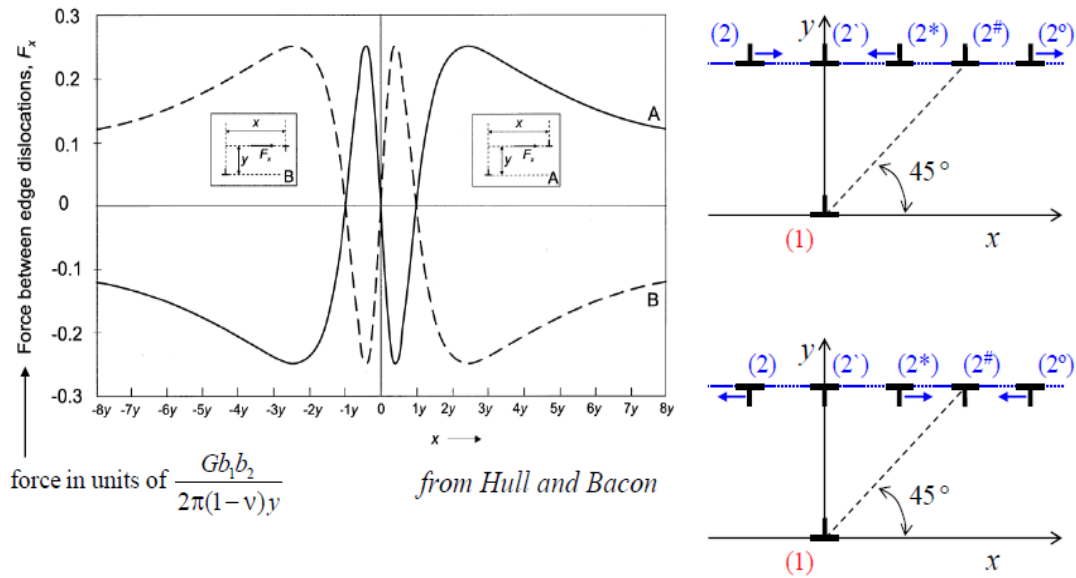 Force between edge dislocations, Fₓ
0.3
0.2
0.1
0
-0.1
-0.2
-0.3
-8y -7y -6y -5y -4y -3y -2y -1y 0 1y 2y 3y 4y 5y 6y 7y 8y
x
A
B
x
y
Fₓ
B
x
y
Fₓ
A
force in units of Gb₁b₂ / 2π(1−ν)y
from Hull and Bacon
y
(2) (2`) (2*) (2#) (2º)
45°
(1)
x
y
(2) (2`) (2*) (2#) (2º)
45°
(1)
x